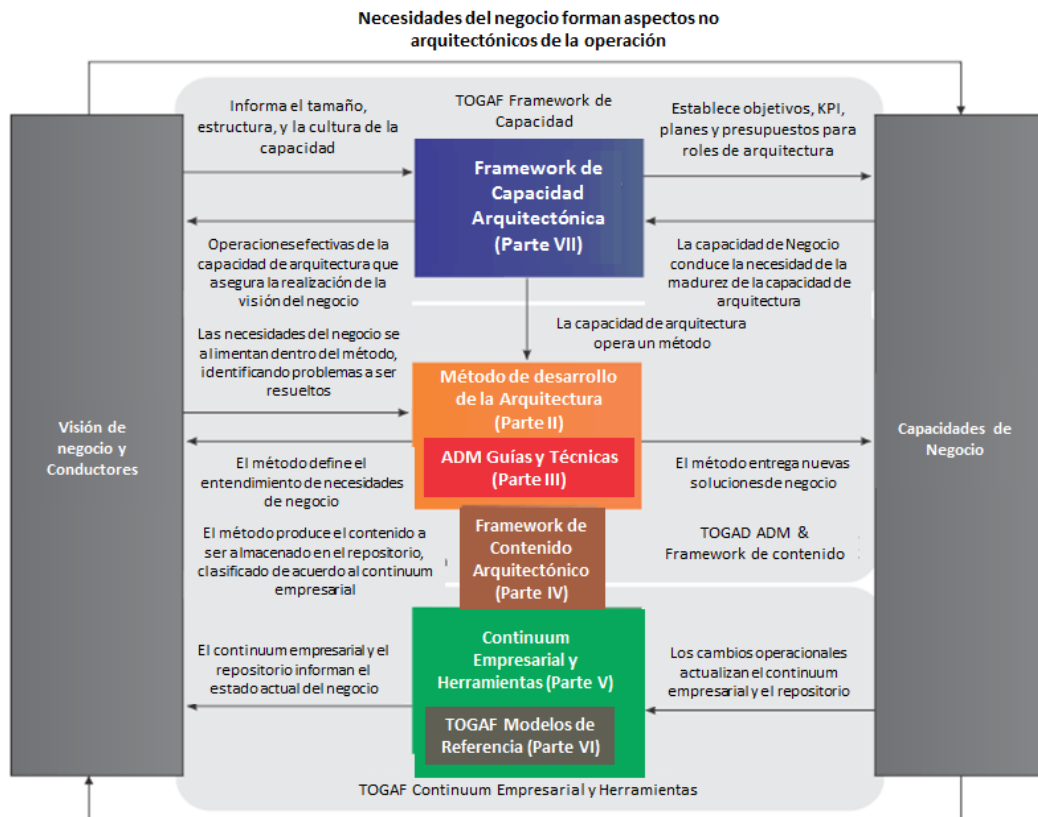 Necesidades del negocio forman aspectos no
arquitectónicos de la operación
Informa el tamaño,
estructura, y la cultura de la
capacidad
TOGAF Framework de
Capacidad
Establece objetivos, KPI,
planes y presupuestos para
roles de arquitectura
Framework de
Capacidad
Arquitectónica
(Parte VII)
Operaciones efectivas de la
capacidad de arquitectura que
asegura la realización de la
visión del negocio
La capacidad de Negocio
conduce la necesidad de la
madurez de la capacidad de
arquitectura
La capacidad de arquitectura
opera un método
Las necesidades del negocio se
alimentan dentro del método,
identificando problemas a ser
resueltos
Método de desarrollo
de la Arquitectura
(Parte II)
ADM Guías y Técnicas
(Parte III)
Visión de
negocio y
Conductores
Capacidades de
Negocio
El método define el
entendimiento de necesidades
de negocio
El método entrega nuevas
soluciones de negocio
El método produce el contenido a
ser almacenado en el repositorio,
clasificado de acuerdo al continuum
empresarial
Framework de
Contenido
Arquitectónico
(Parte IV)
TOGAD ADM &
Framework de contenido
El continuum empresarial y el
repositorio informan el
estado actual del negocio
Continuum
Empresarial y
Herramientas (Parte V)
Los cambios operacionales
actualizan el continuum
empresarial y el repositorio
TOGAF Modelos de
Referencia (Parte VI)
TOGAF Continuum Empresarial y Herramientas